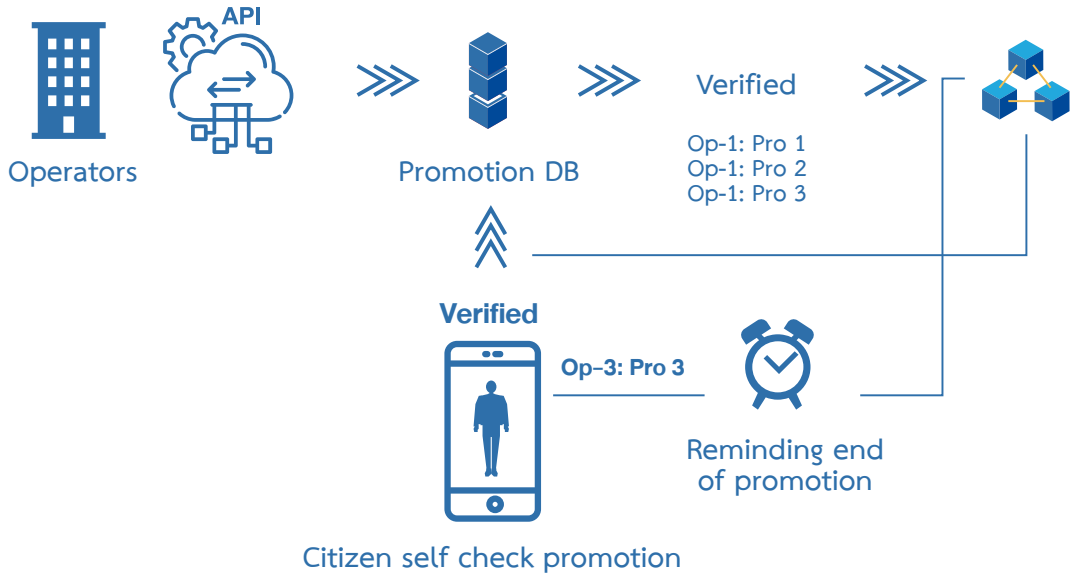 API
Operators
Promotion DB
Verified
Op-1: Pro 1
Op-1: Pro 2
Op-1: Pro 3
Verified
Op-3: Pro 3
Reminding end
of promotion
Citizen self check promotion